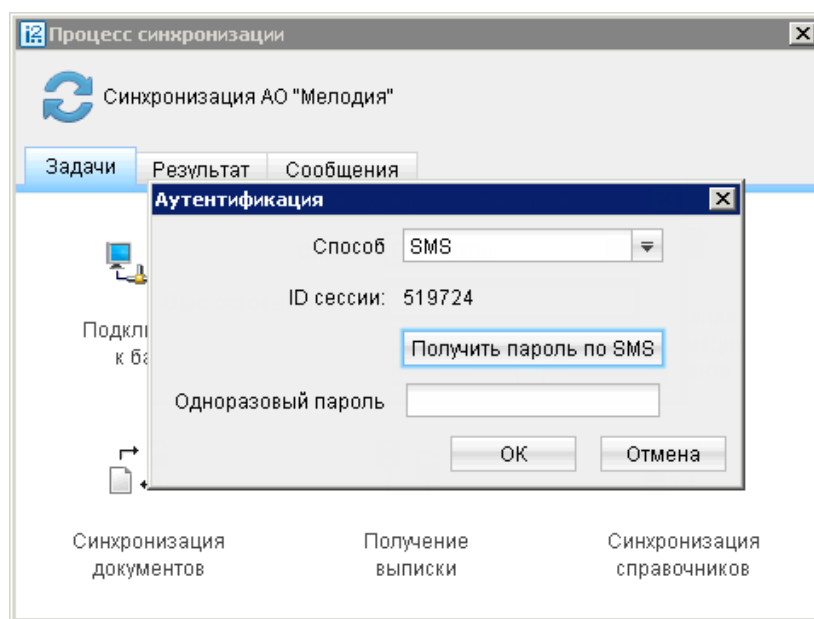 Процесс синхронизации
Синхронизация АО "Мелодия"
Задачи Результат Сообщения
Аутентификация
Способ SMS
ID сессии: 519724
Получить пароль по SMS
Одноразовый пароль
ОК Отмена
Синхронизация документов
Получение выписки
Синхронизация справочников